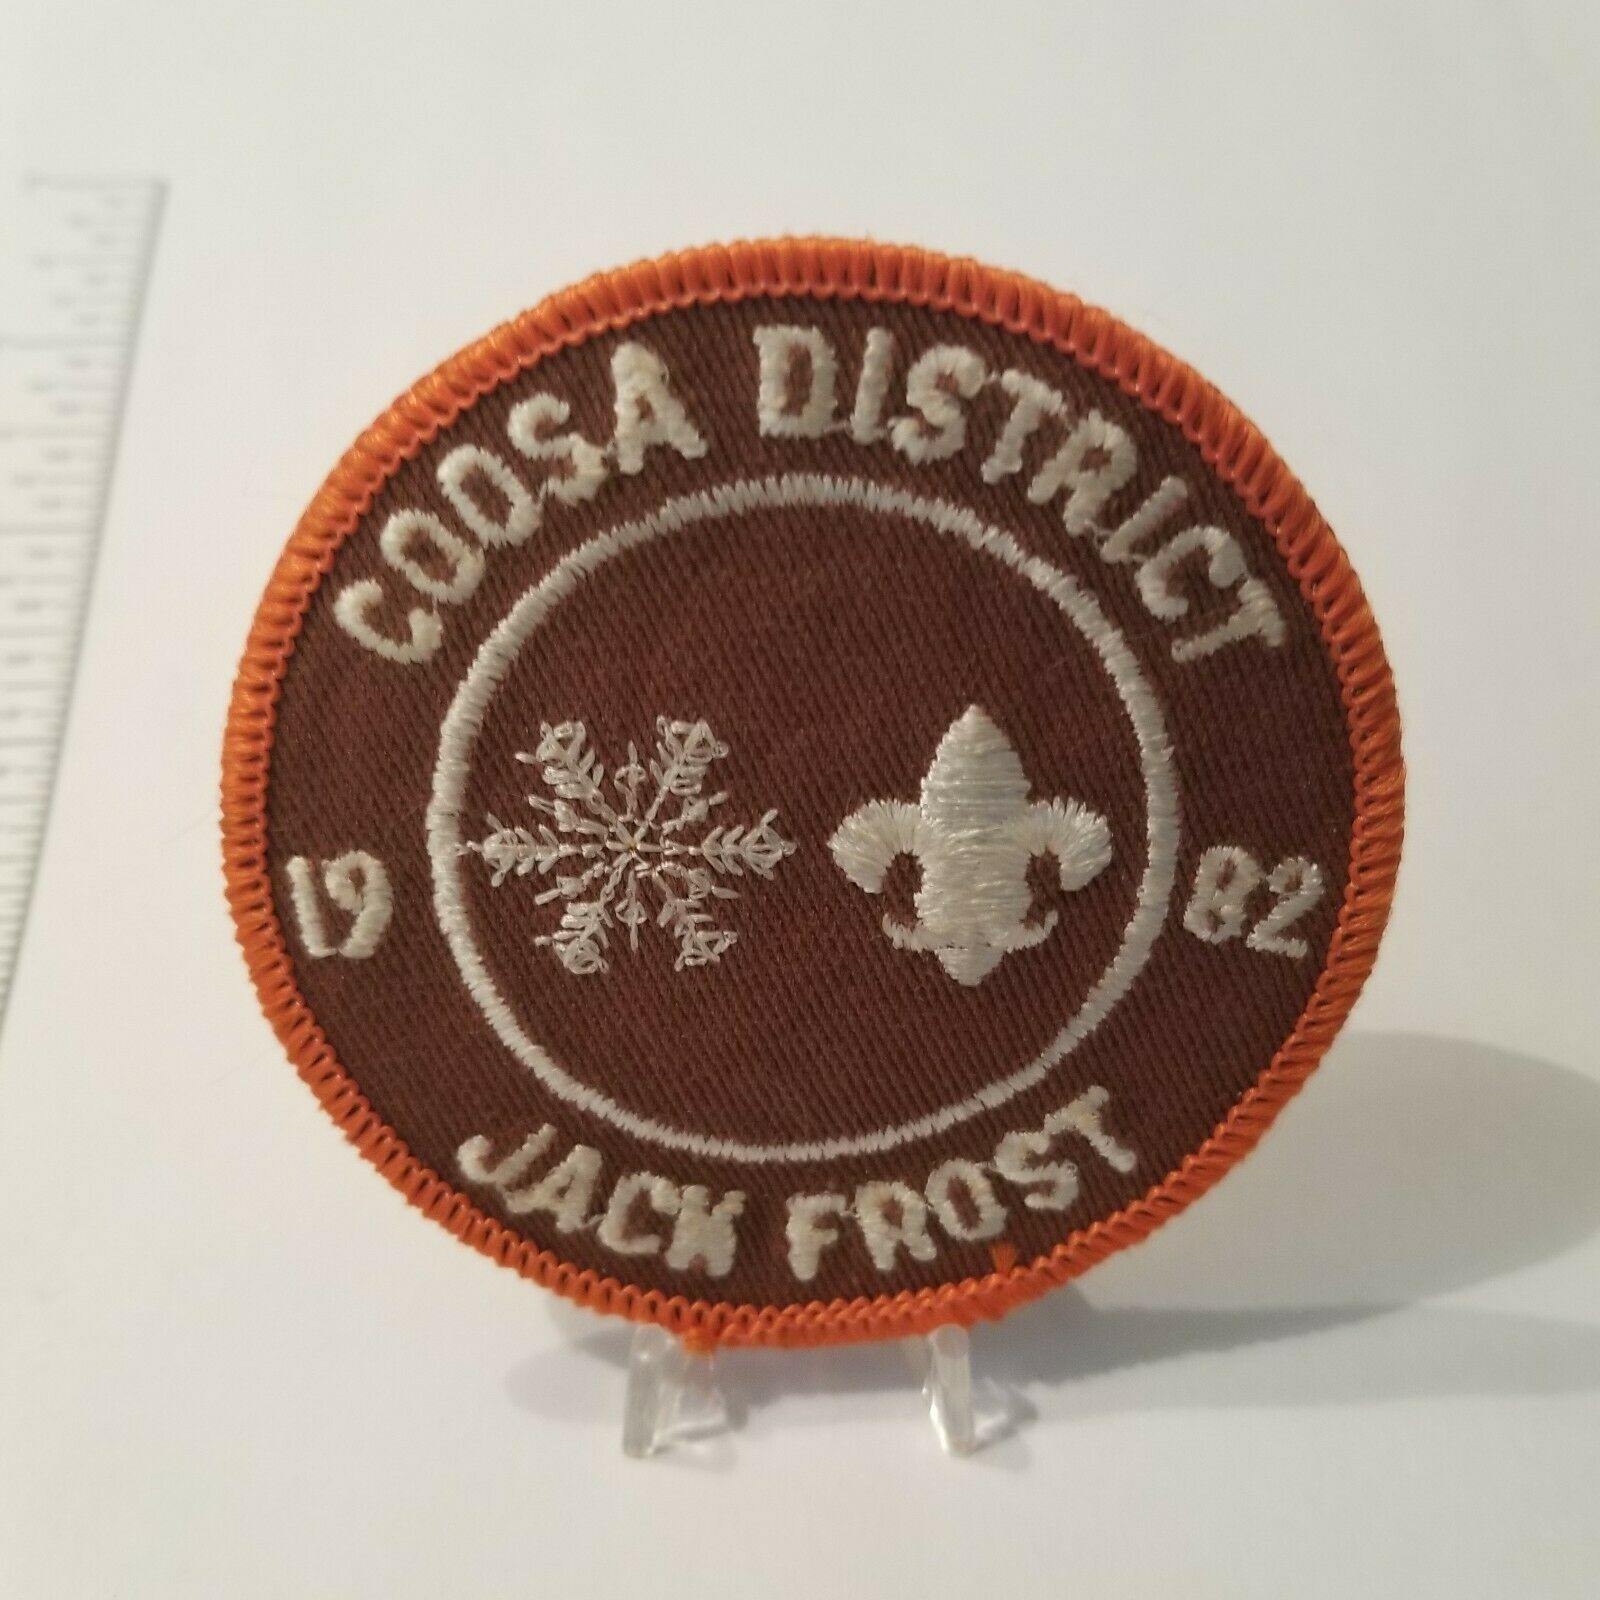 COOSA DISTRICT
19 82
JACK FROST